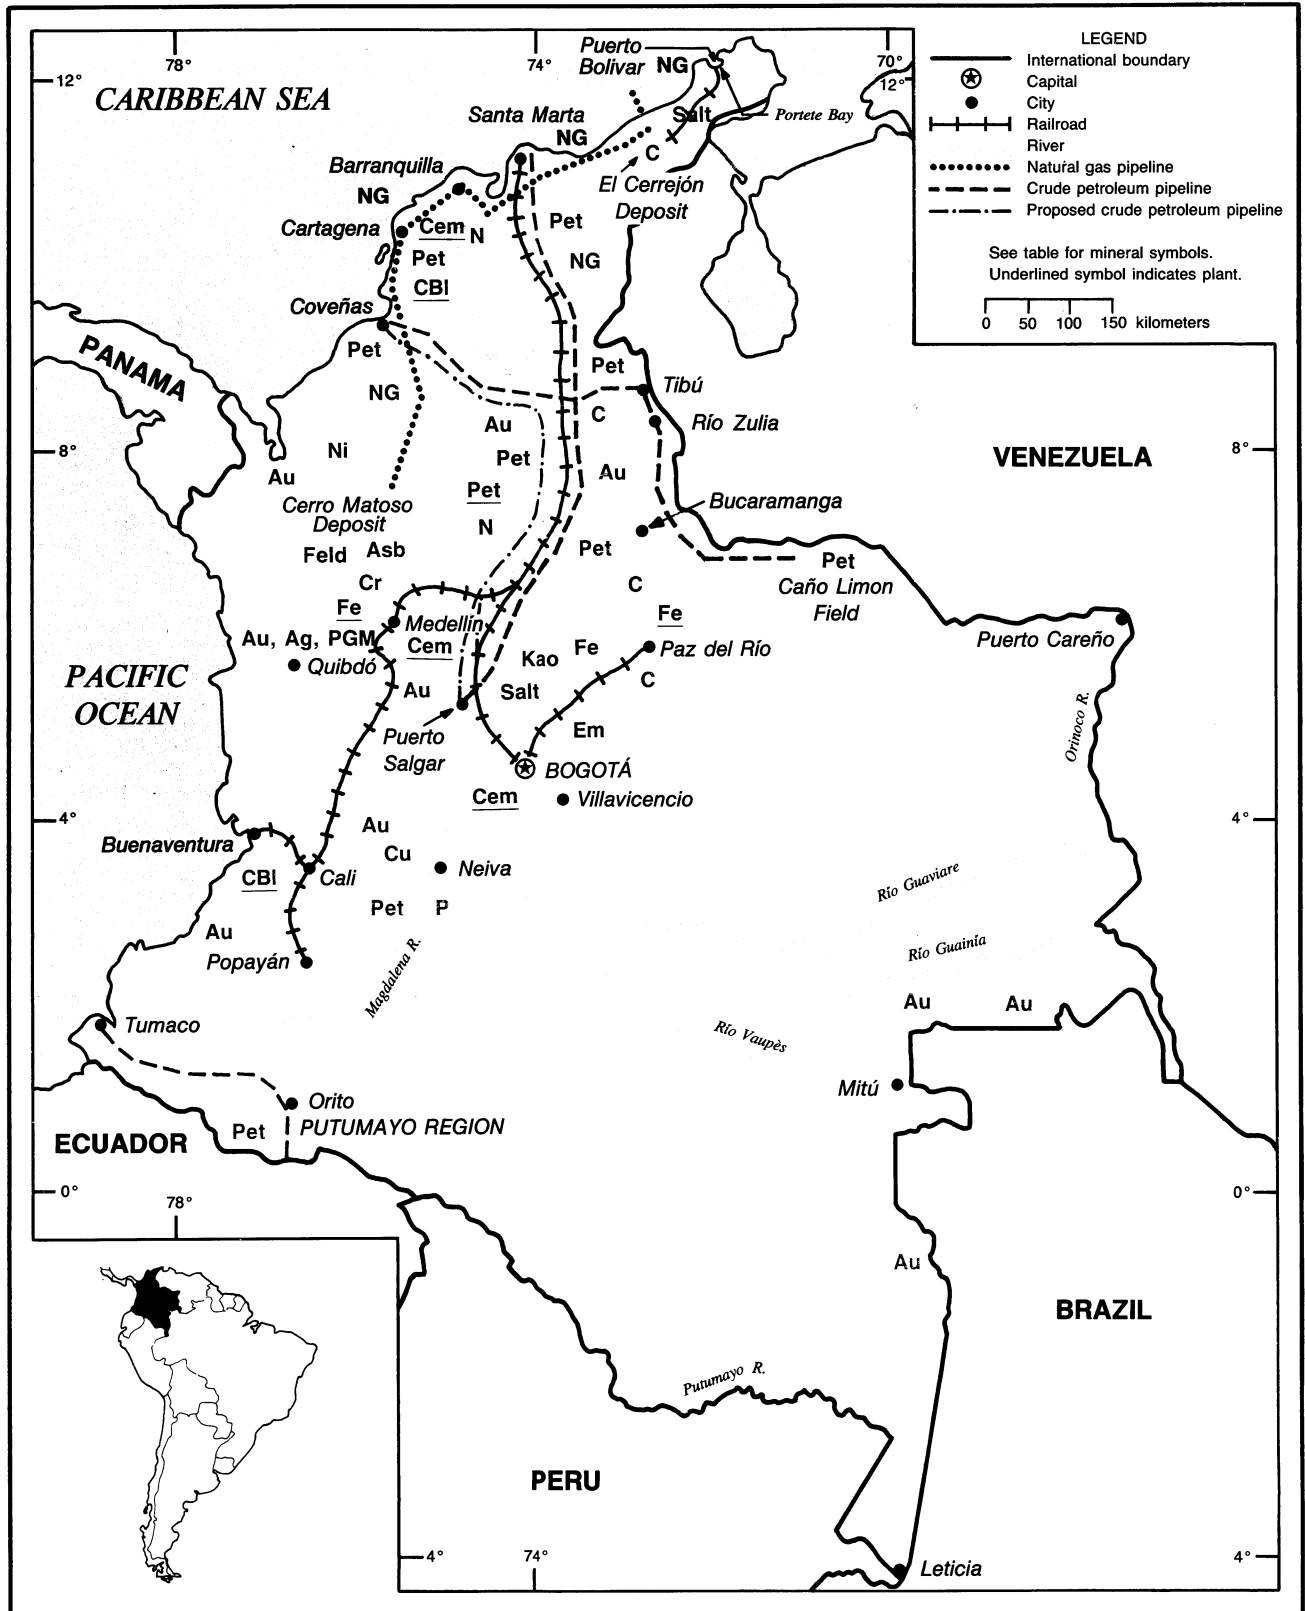 78°
74°
70°
12°
12°
CARIBBEAN SEA
Puerto
Bolivar
NG
Salt
Portete Bay
Santa Marta
NG
C
Barranquilla
NG
El Cerrejón
Deposit
Cartagena
Cem
N
Pet
Pet
NG
CBl
Coveñas
Pet
PANAMA
NG
Pet
Tibú
C
Río Zulia
Au
Ni
Pet
8°
8°
VENEZUELA
Au
Au
Pet
Cerro Matoso
Deposit
Bucaramanga
N
Feld
Asb
Pet
Pet
Caño Limon
Field
Cr
C
Fe
Fe
Medellín
Puerto Careño
Au, Ag, PGM
Cem
Kao
Fe
Paz del Río
Quibdó
C
PACIFIC
OCEAN
Au
Salt
Orinoco R.
Puerto
Salgar
Em
BOGOTÁ
Cem
Villavicencio
4°
4°
Au
Buenaventura
Cu
Neiva
CBl
Cali
Río Guaviare
Pet
P
Au
Popayán
Río Guainía
Magdalena R.
Au
Au
Tumaco
Río Vaupès
Mitú
Orito
PUTUMAYO REGION
Pet
ECUADOR
0°
0°
78°
Au
BRAZIL
Putumayo R.
PERU
4°
74°
4°
Leticia
LEGEND
International boundary
Capital
City
Railroad
River
Natural gas pipeline
Crude petroleum pipeline
Proposed crude petroleum pipeline
See table for mineral symbols.
Underlined symbol indicates plant.
0 50 100 150 kilometers